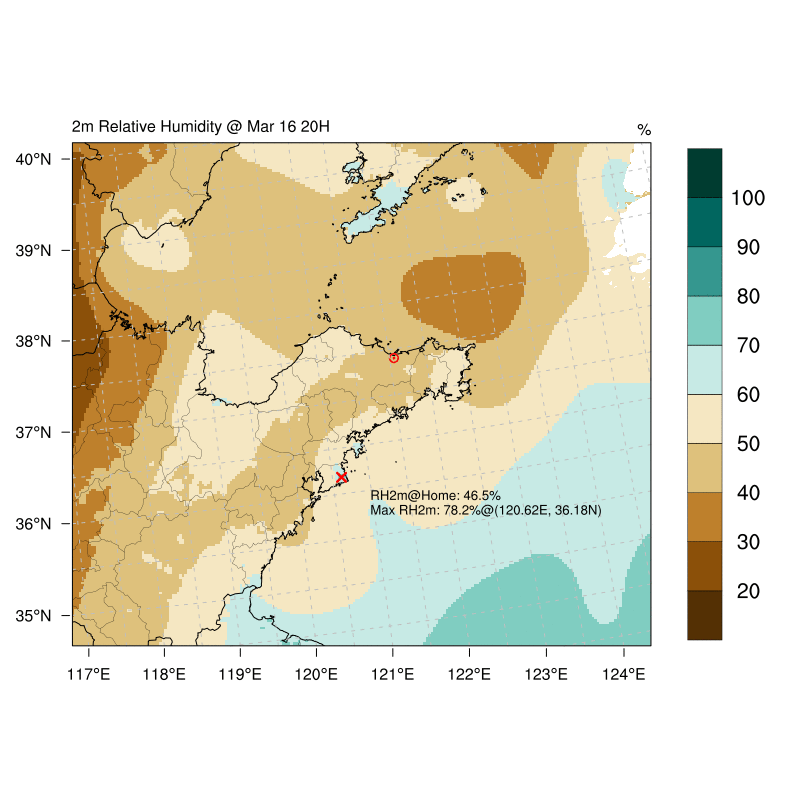 2m Relative Humidity @ Mar 16 20H
%
40°N
39°N
38°N
37°N
36°N
35°N
117°E
118°E
119°E
120°E
121°E
122°E
123°E
124°E
RH2m@Home: 46.5%
Max RH2m: 78.2%@(120.62E, 36.18N)
100
90
80
70
60
50
40
30
20